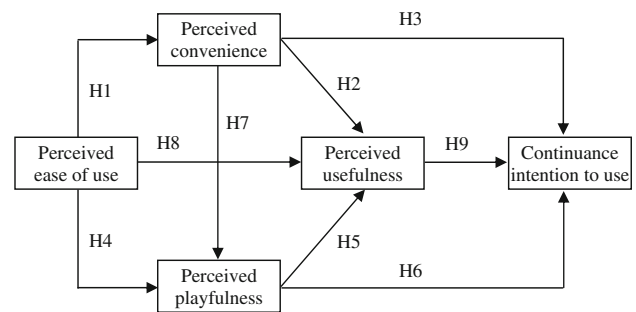 Perceived
convenience
H3
H1
H2
H7
Perceived
ease of use
H8
Perceived
usefulness
H9
Continuance
intention to use
H4
H5
Perceived
playfulness
H6